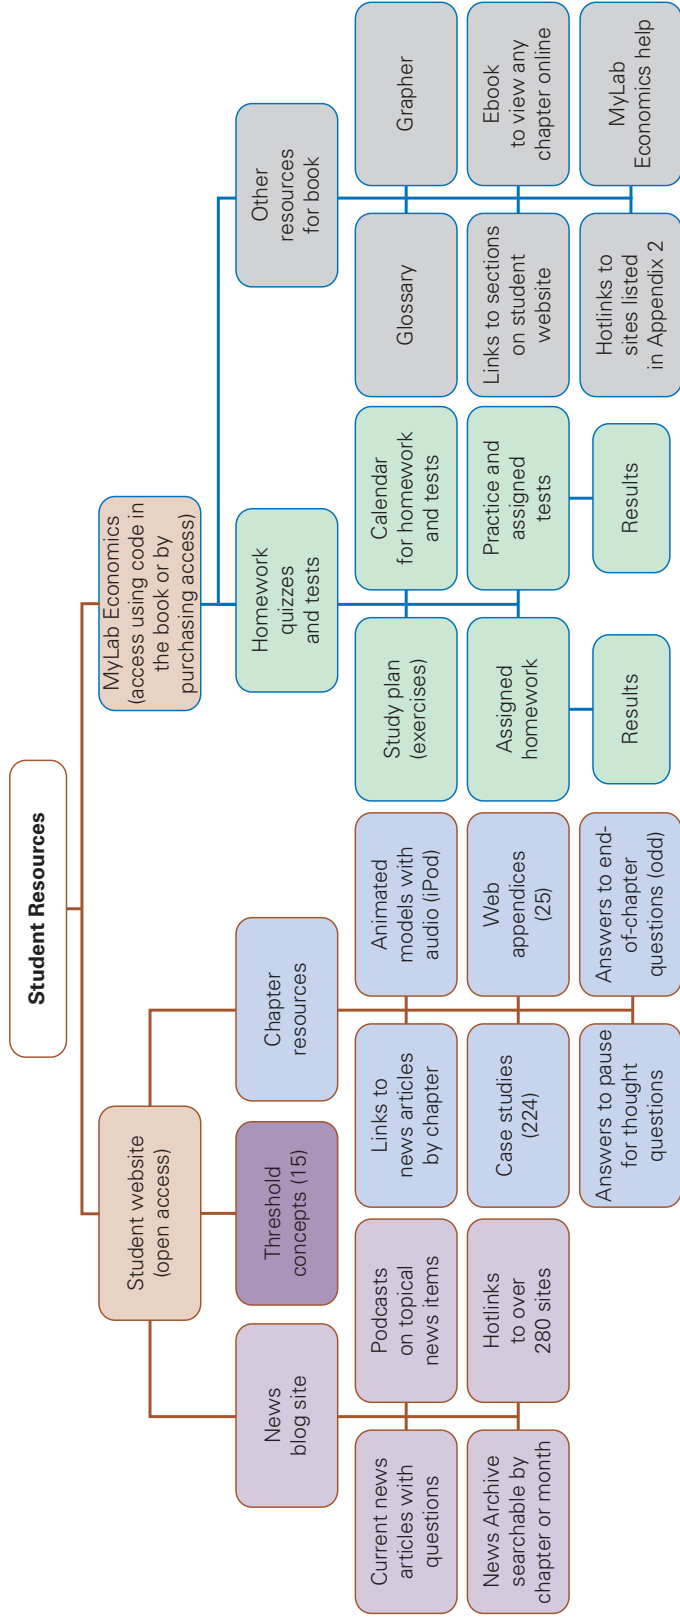 Student Resources
Student website
(open access)
MyLab Economics
(access using code in
the book or by
purchasing access)
News
blog site
Threshold
concepts (15)
Chapter
resources
Homework
quizzes
and tests
Other
resources
for book
Current news
articles with
questions
Podcasts
on topical
news items
Links to
news articles
by chapter
Animated
models with
audio (iPod)
Study plan
(exercises)
Calendar
for homework
and tests
Glossary
Grapher
News Archive
searchable by
chapter or month
Hotlinks
to over
280 sites
Case studies
(224)
Web
appendices
(25)
Assigned
homework
Practice and
assigned
tests
Links to sections
on student
website
Ebook
to view any
chapter online
Answers to pause
for thought
questions
Answers to end-
of-chapter
questions (odd)
Results
Results
Hotlinks to
sites listed
in Appendix 2
MyLab
Economics help